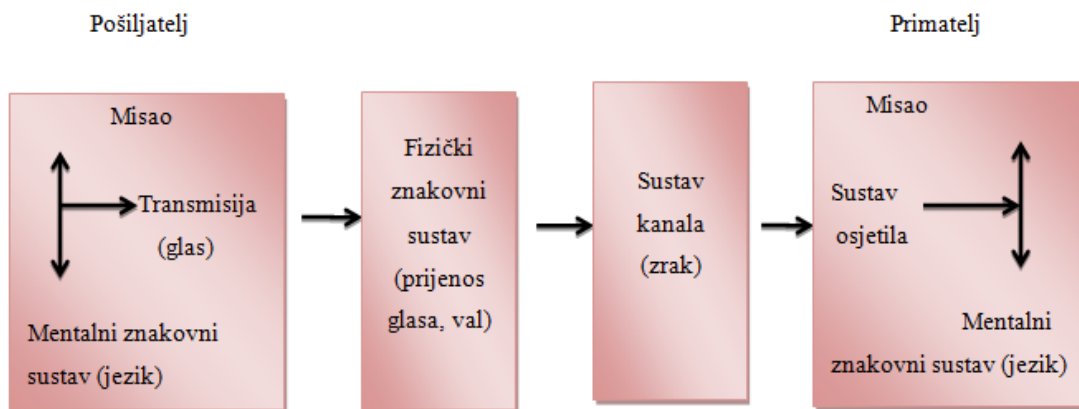 Pošiljatelj
Primatelj
Misao
Transmisija
(glas)
Mentalni znakovni
sustav (jezik)
Fizički
znakovni
sustav
(prijenos
glasa, val)
Sustav
kanala
(zrak)
Misao
Sustav
osjetila
Mentalni
znakovni sustav (jezik)